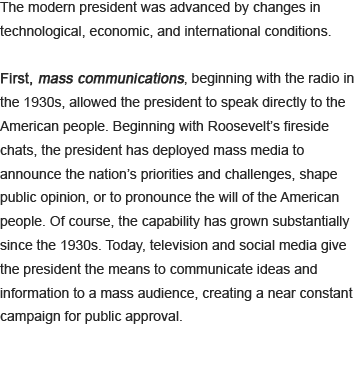 The modern president was advanced by changes in
technological, economic, and international conditions.
First, mass communications, beginning with the radio in
the 1930s, allowed the president to speak directly to the
American people. Beginning with Roosevelt’s fireside
chats, the president has deployed mass media to
announce the nation’s priorities and challenges, shape
public opinion, or to pronounce the will of the American
people. Of course, the capability has grown substantially
since the 1930s. Today, television and social media give
the president the means to communicate ideas and
information to a mass audience, creating a near constant
campaign for public approval.